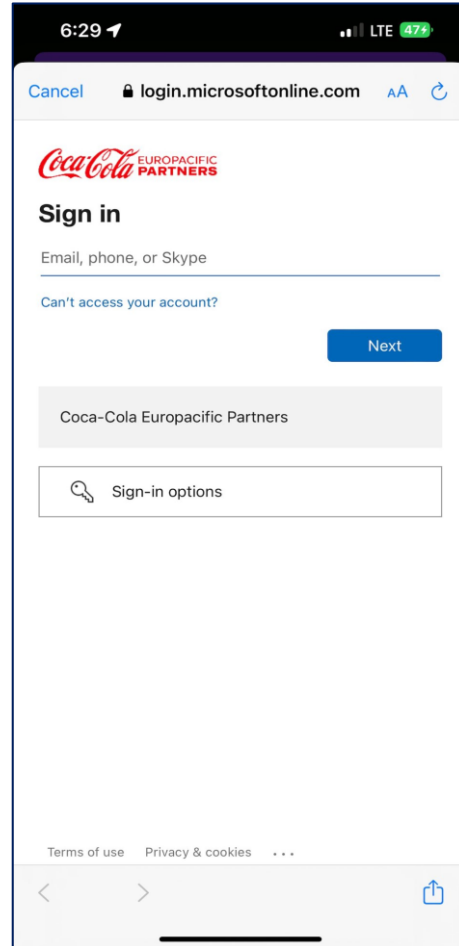 6:29 LTE 47
Cancel login.microsoftonline.com AA
Coca-Cola EUROPACIFIC
PARTNERS
Sign in
Email, phone, or Skype
Can't access your account?
Next
Coca-Cola Europacific Partners
Sign-in options
Terms of use Privacy & cookies ...